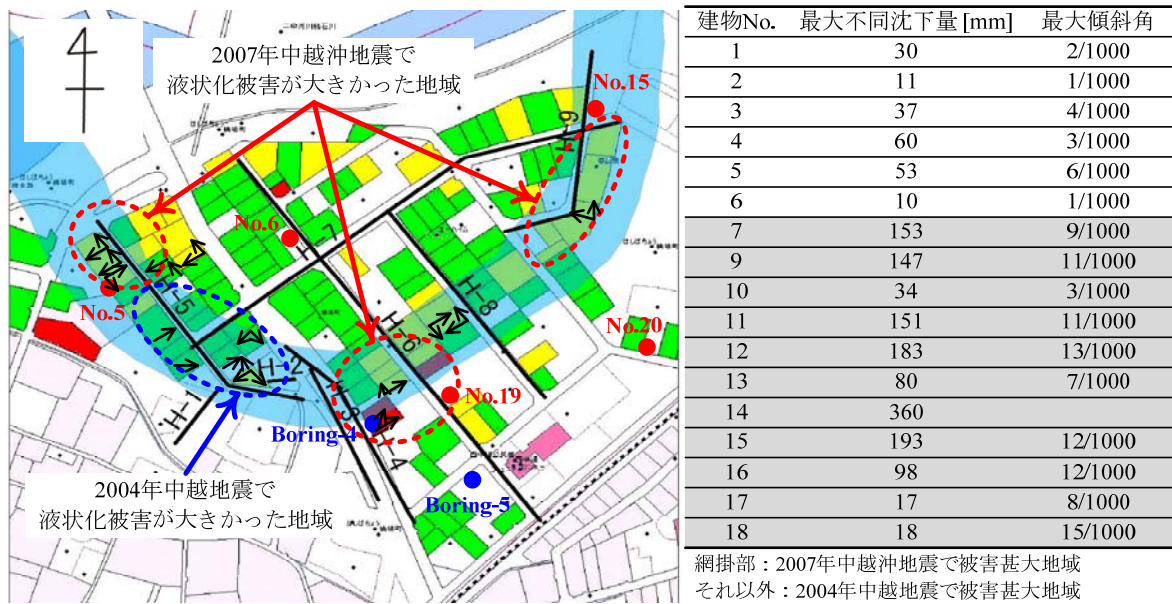 2007年中越沖地震で
液状化被害が大きかった地域
No.15
No.6
H-9
H-7
No.5
H-5
H-8
H-6
No.20
H-2
H-1
H-3
No.19
Boring-4
H-4
Boring-5
2004年中越地震で
液状化被害が大きかった地域
建物No. 最大不同沈下量 [mm] 最大傾斜角
1 30 2/1000
2 11 1/1000
3 37 4/1000
4 60 3/1000
5 53 6/1000
6 10 1/1000
7 153 9/1000
9 147 11/1000
10 34 3/1000
11 151 11/1000
12 183 13/1000
13 80 7/1000
14 360
15 193 12/1000
16 98 12/1000
17 17 8/1000
18 18 15/1000
網掛部：2007年中越沖地震で被害甚大地域
それ以外：2004年中越地震で被害甚大地域